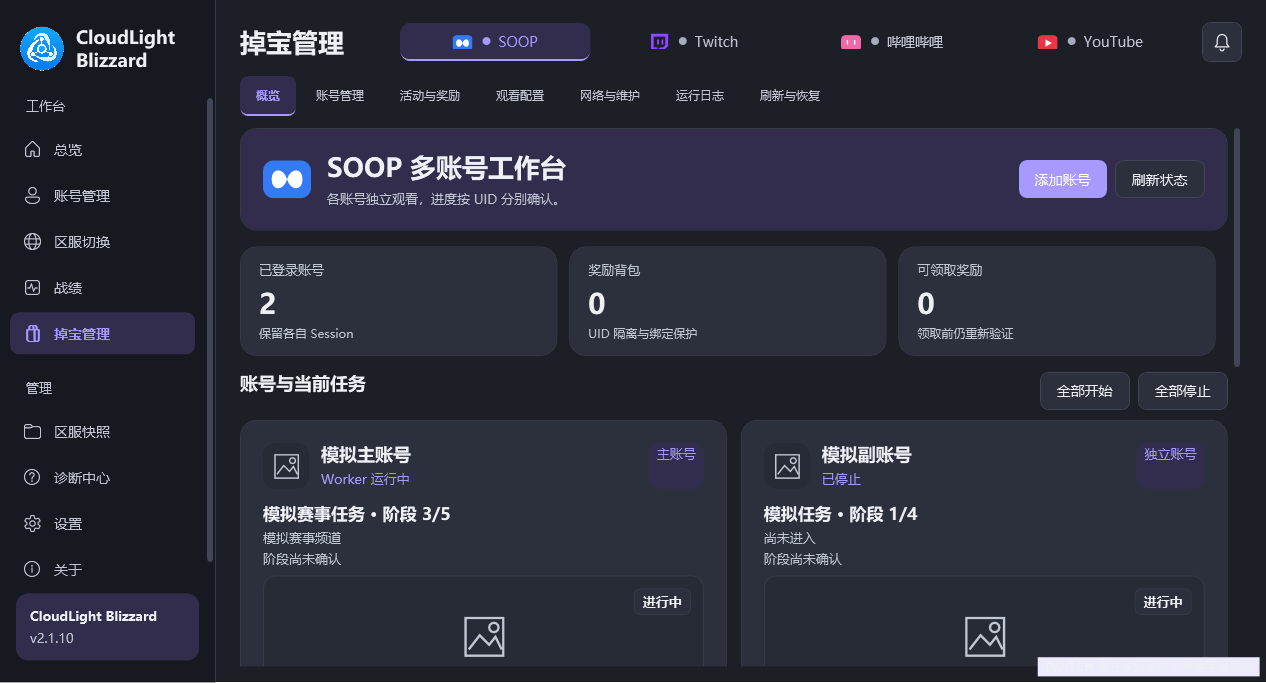 CloudLight
Blizzard
工作台
总览
账号管理
区服切换
战绩
掉宝管理
管理
区服快照
诊断中心
设置
关于
CloudLight Blizzard
v2.1.10
掉宝管理
SOOP
Twitch
哔哩哔哩
YouTube
概览
账号管理
活动与奖励
观看配置
网络与维护
运行日志
刷新与恢复
SOOP 多账号工作台
各账号独立观看，进度按 UID 分别确认。
添加账号
刷新状态
已登录账号
2
保留各自 Session
奖励背包
0
UID 隔离与绑定保护
可领取奖励
0
领取前仍重新验证
账号与当前任务
全部开始
全部停止
模拟主账号
Worker 运行中
主账号
模拟赛事任务 • 阶段 3/5
模拟赛事频道
阶段尚未确认
进行中
模拟副账号
已停止
独立账号
模拟任务 • 阶段 1/4
尚未进入
阶段尚未确认
进行中